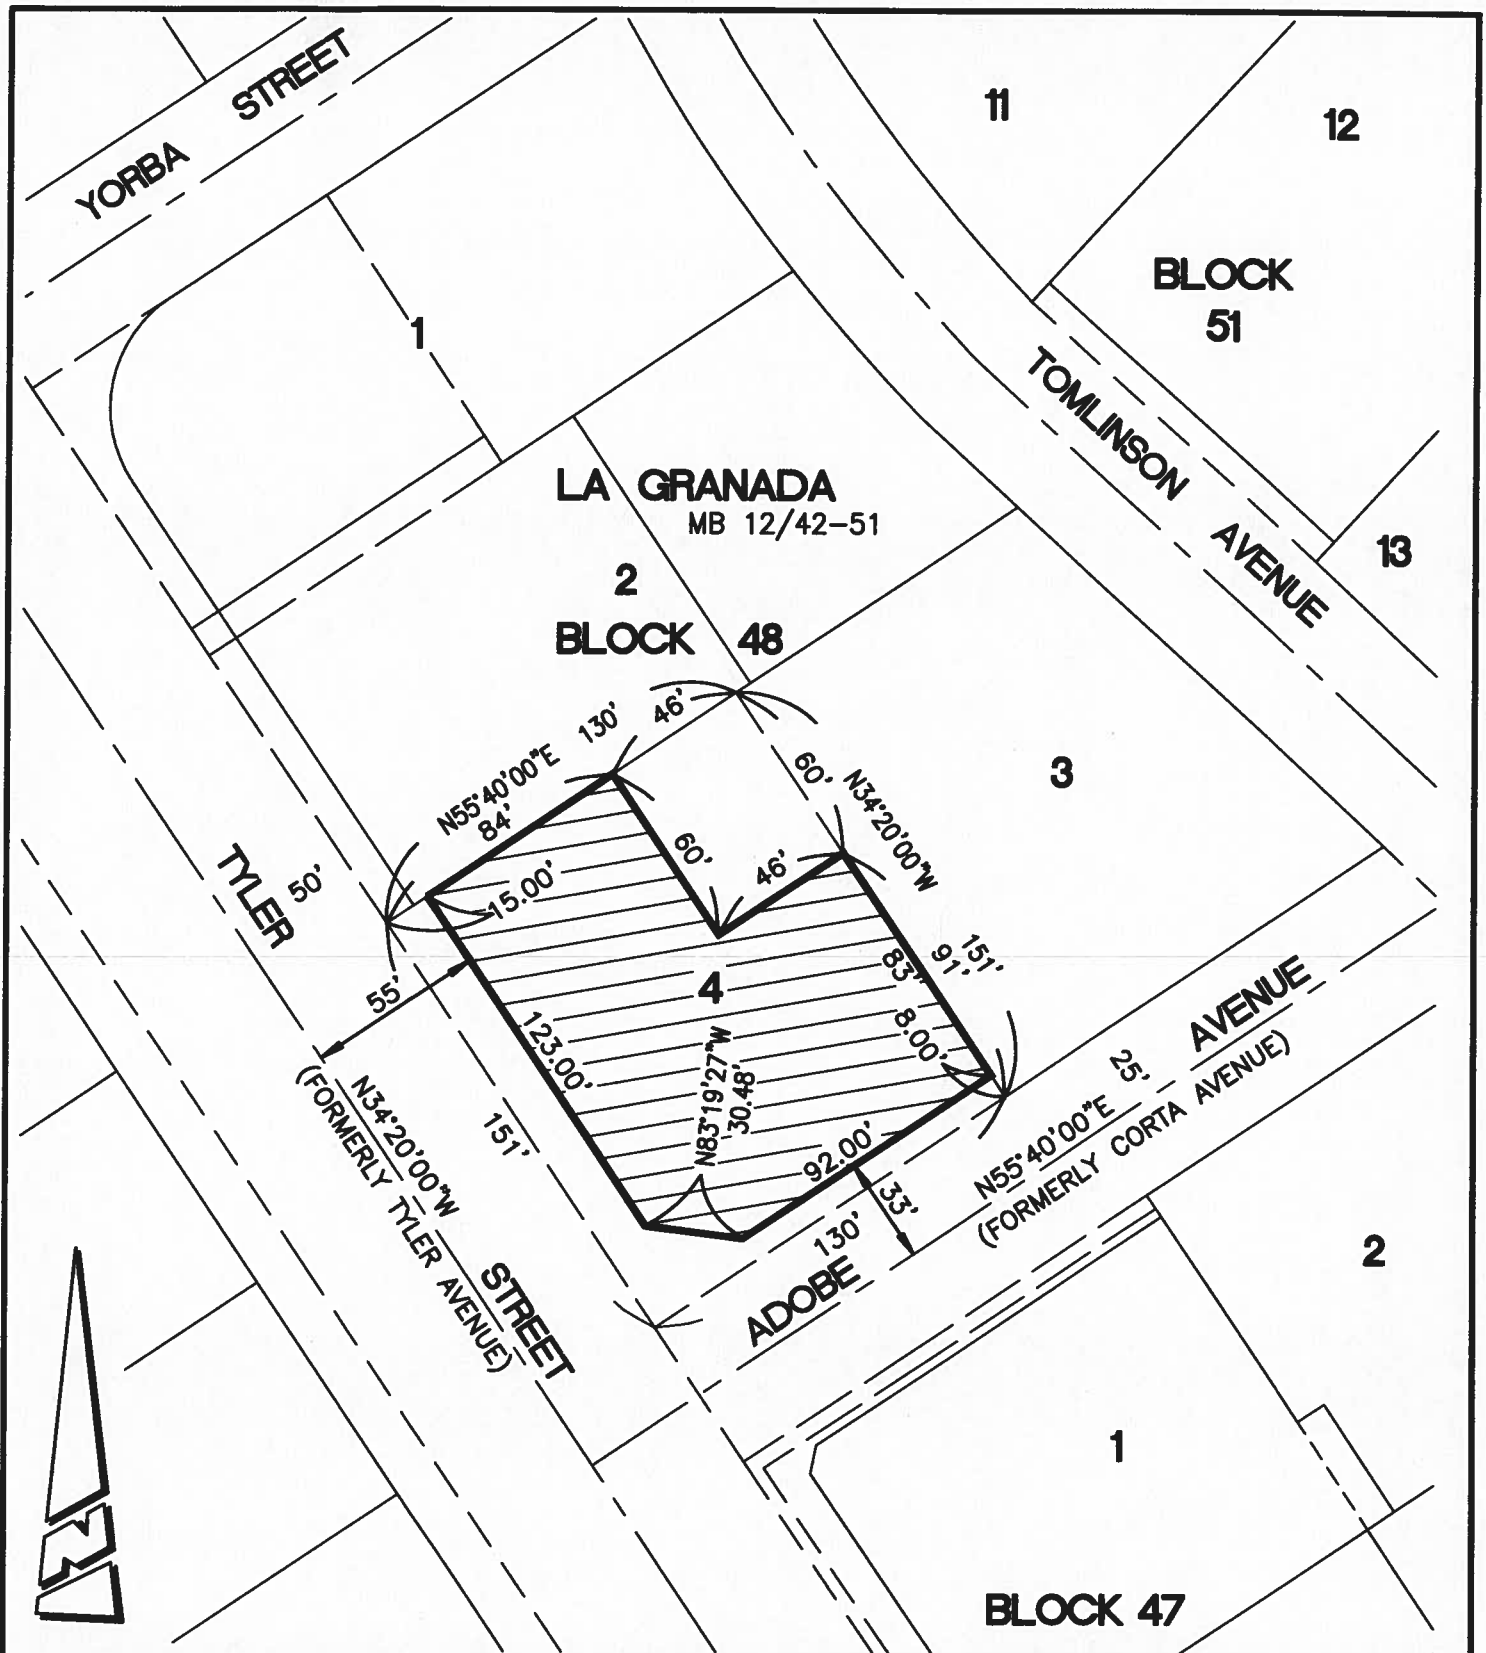 YORBA STREET
11
12
BLOCK
51
1
TOMLINSON AVENUE
LA GRANADA
MB 12/42-51
13
2
BLOCK 48
130'
46'
N55°40'00"E
84'
60'
N34°20'00"W
3
60'
46'
TYLER
50'
15.00'
151'
91'
83'
4
55'
123.00'
8.00'
N83°19'27"W
30.48'
AVENUE
25'
N34°20'00"W
(FORMERLY TYLER AVENUE)
151'
92.00'
33'
N55°40'00"E
(FORMERLY CORTA AVENUE)
130'
ADOBE
STREET
2
1
N
BLOCK 47